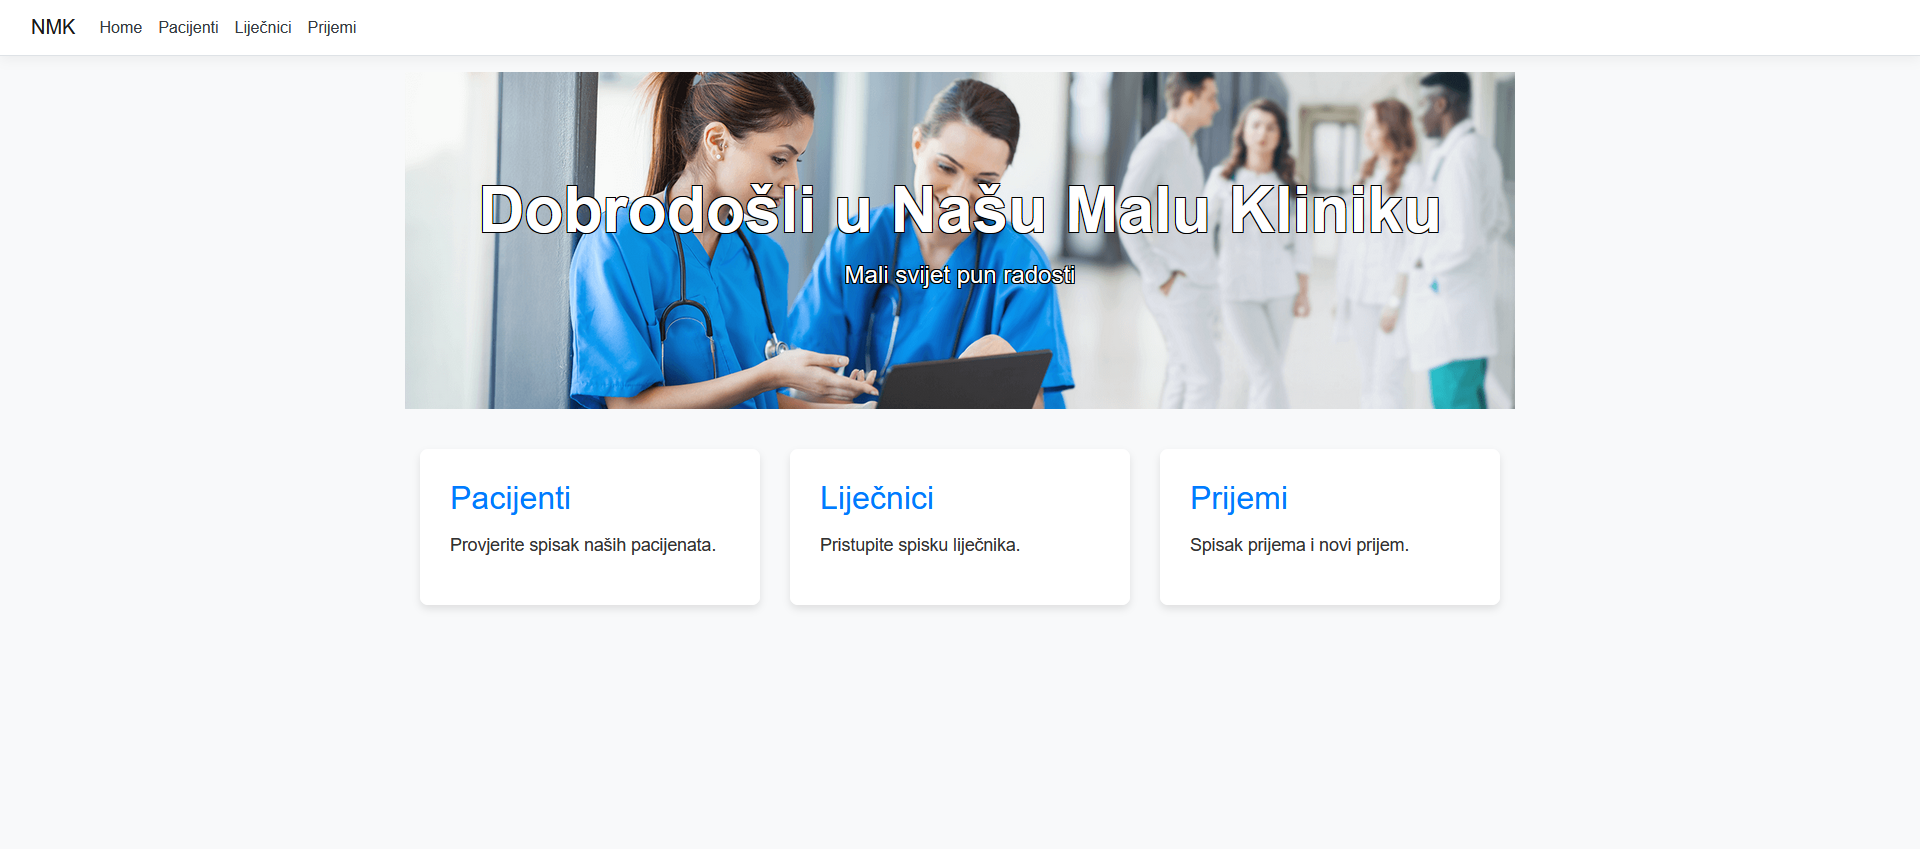 NMK Home Pacijenti Liječnici Prijemi
Dobrodošli u Našu Malu Kliniku
Mali svijet pun radosti
Pacijenti
Provjerite spisak naših pacijenata.
Liječnici
Pristupite spisku liječnika.
Prijemi
Spisak prijema i novi prijem.